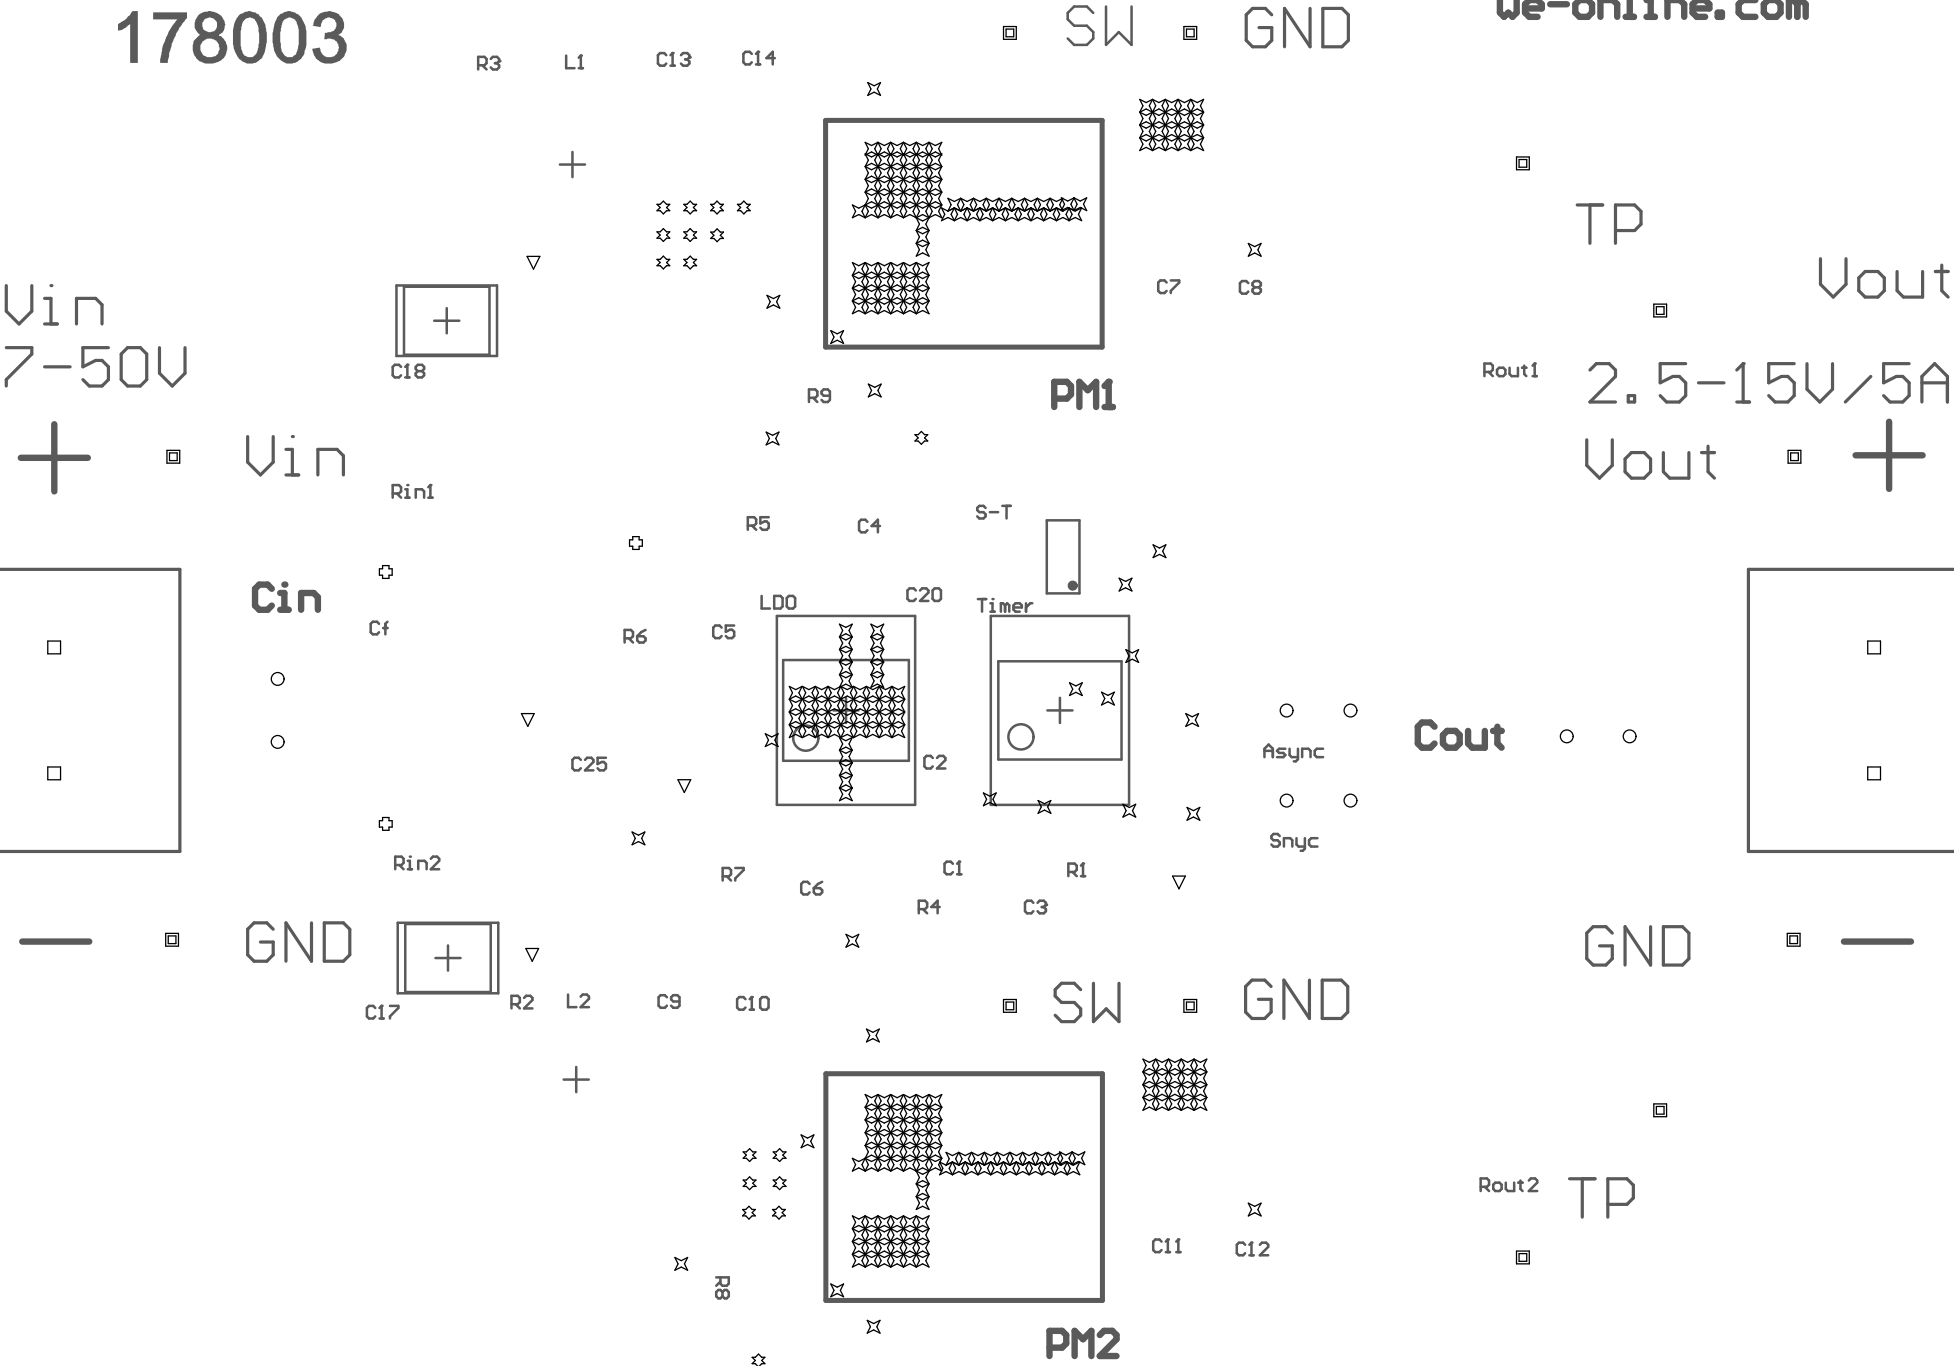 178003
SW
GND
we-online.com
R3
L1
C13
C14
TP
Vin
7-50V
Vout
C7
C8
C18
Rout1
2.5-15V/5A
R9
PM1
+
Vin
Vout
+
Rin1
R5
C4
S-T
Cin
LDO
C20
Timer
Cf
R6
C5
Cout
Async
C25
C2
Snyc
Rin2
R7
C6
C1
R1
R4
C3
-
GND
GND
-
C17
R2
L2
C9
C10
SW
GND
Rout2
TP
C11
C12
R8
PM2